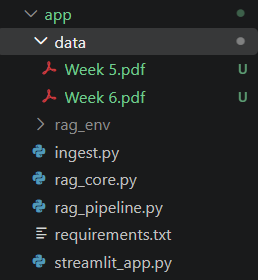 app
data
Week 5.pdf U
Week 6.pdf U
rag_env
ingest.py
rag_core.py
rag_pipeline.py
requirements.txt
streamlit_app.py